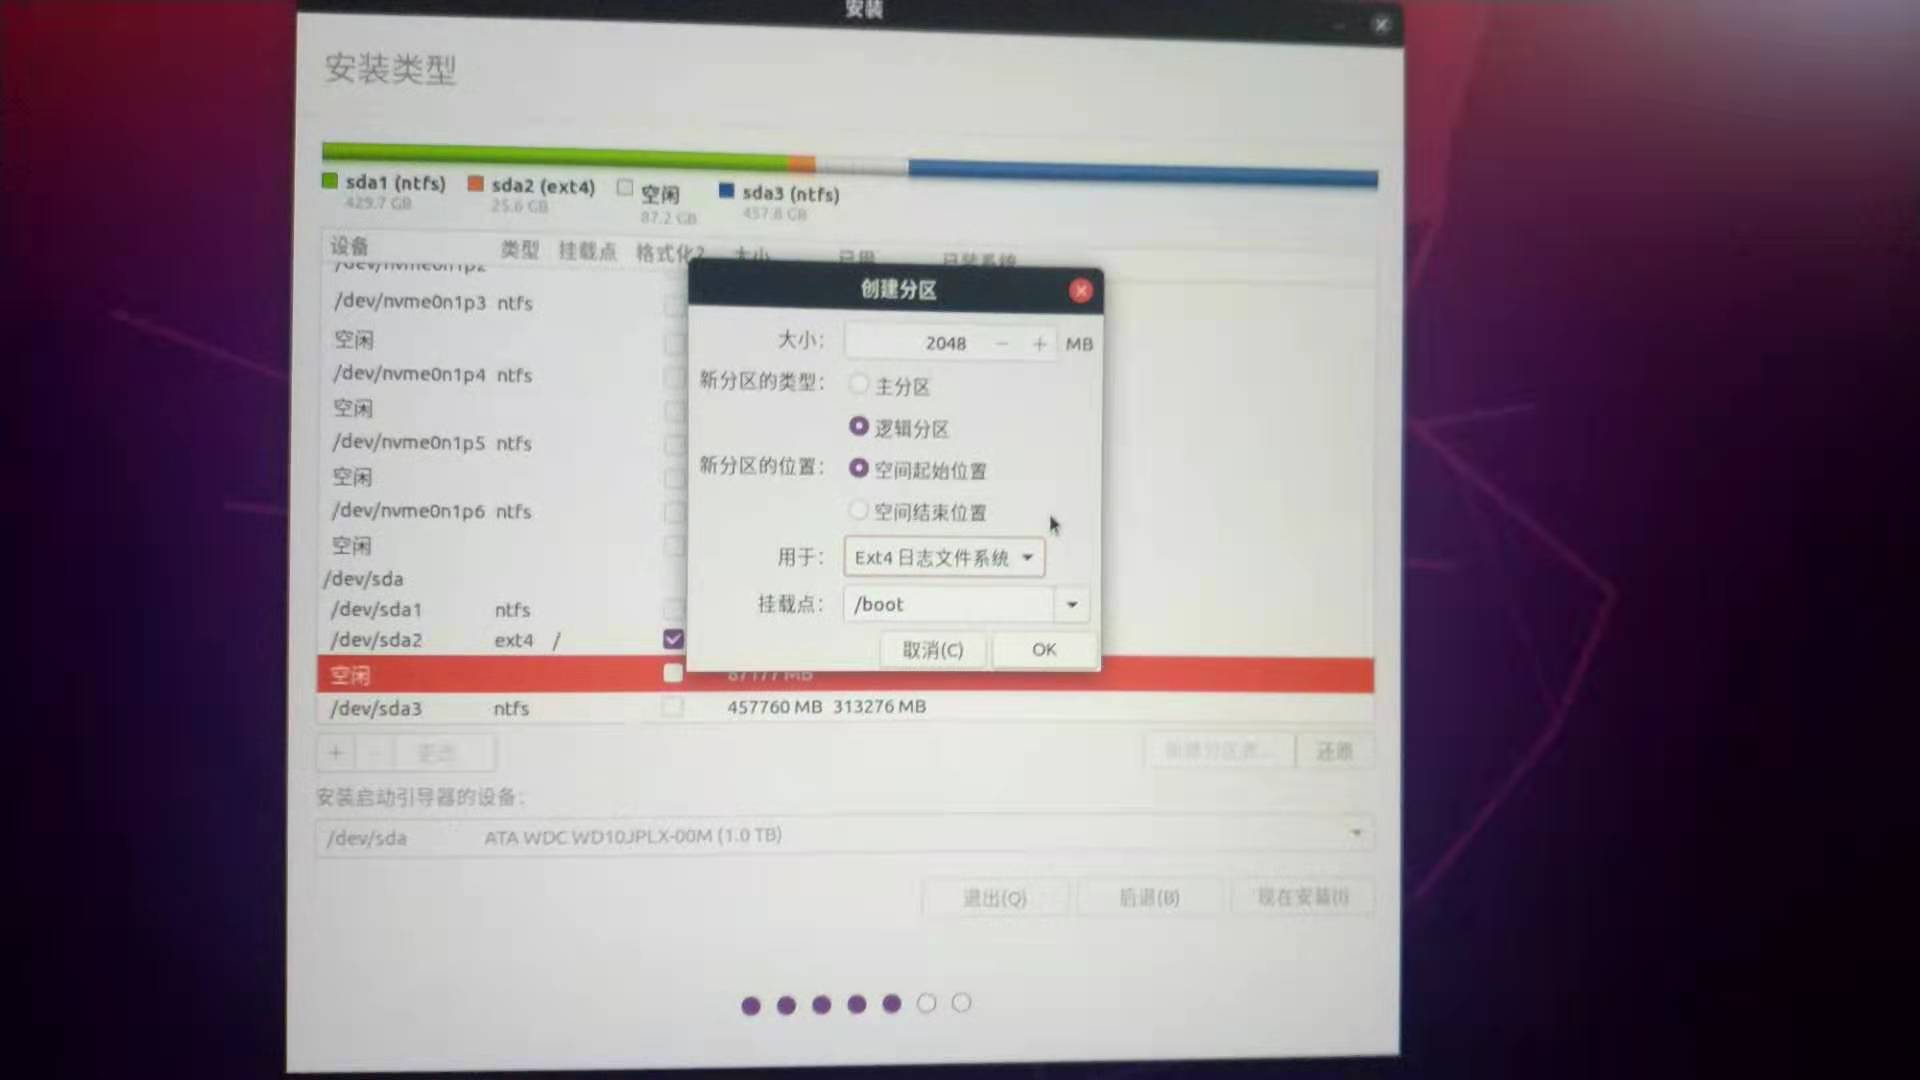 安装
安装类型
sda1 (ntfs)
429.7 GB
sda2 (ext4)
25.6 GB
空闲
87.2 GB
sda3 (ntfs)
457.8 GB
设备 类型 挂载点 格式化? 大小 已用 已装系统
/dev/nvme0n1p2
/dev/nvme0n1p3 ntfs
空闲
/dev/nvme0n1p4 ntfs
空闲
/dev/nvme0n1p5 ntfs
空闲
/dev/nvme0n1p6 ntfs
空闲
/dev/sda
/dev/sda1 ntfs
/dev/sda2 ext4 /
空闲 87177 MB
/dev/sda3 ntfs 457760 MB 313276 MB
创建分区
大小: 2048 − + MB
新分区的类型: 主分区
逻辑分区
新分区的位置: 空间起始位置
空间结束位置
用于: Ext4 日志文件系统
挂载点: /boot
取消(C) OK
+ - 更改 新建分区表... 还原
安装启动引导器的设备:
/dev/sda ATA WDC WD10JPLX-00M (1.0 TB)
退出(Q) 后退(B) 现在安装(I)